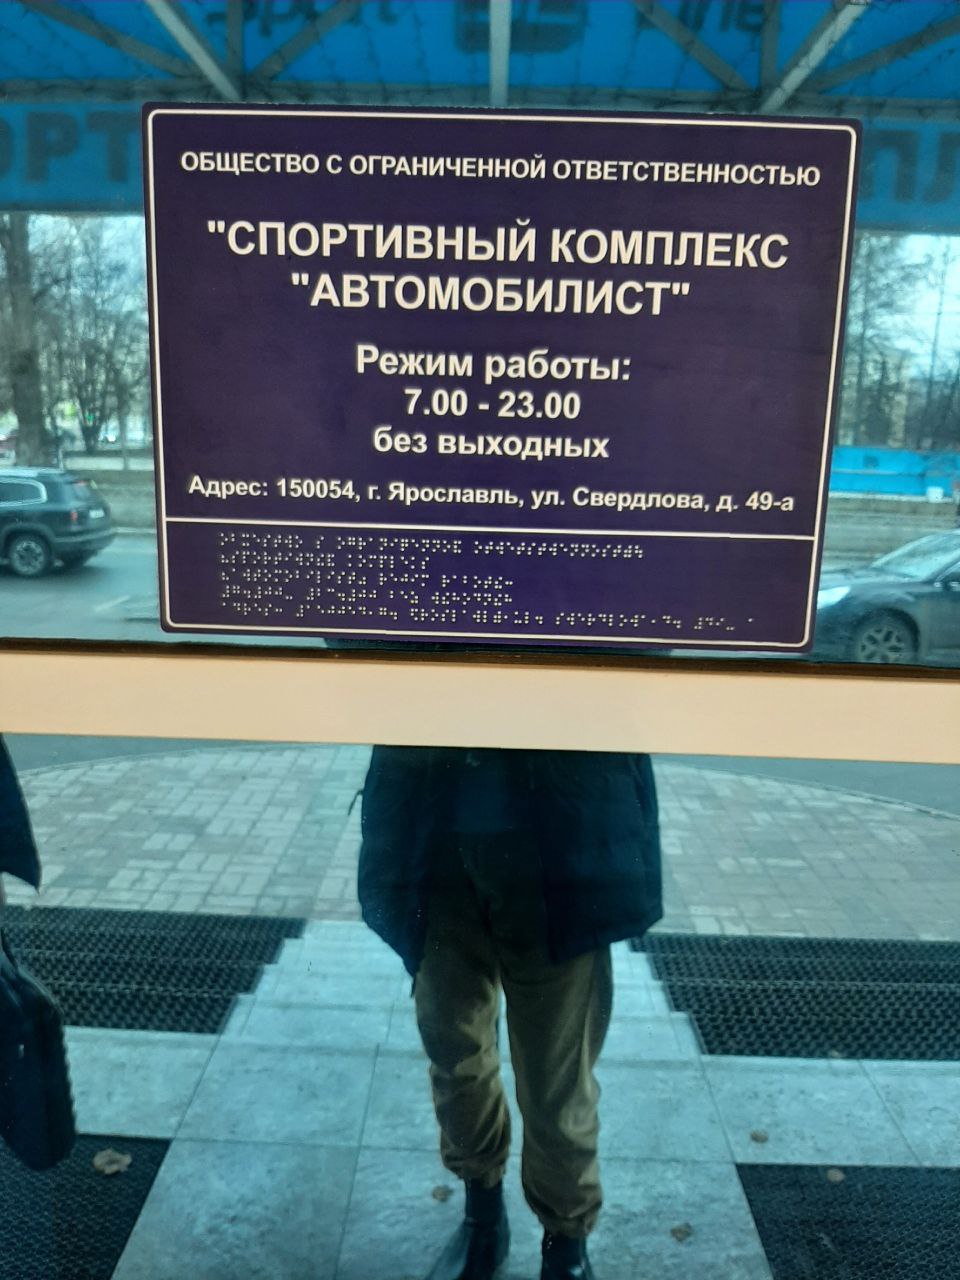 ОБЩЕСТВО С ОГРАНИЧЕННОЙ ОТВЕТСТВЕННОСТЬЮ
"СПОРТИВНЫЙ КОМПЛЕКС
"АВТОМОБИЛИСТ"
Режим работы:
7.00 - 23.00
без выходных
Адрес: 150054, г. Ярославль, ул. Свердлова, д. 49-а